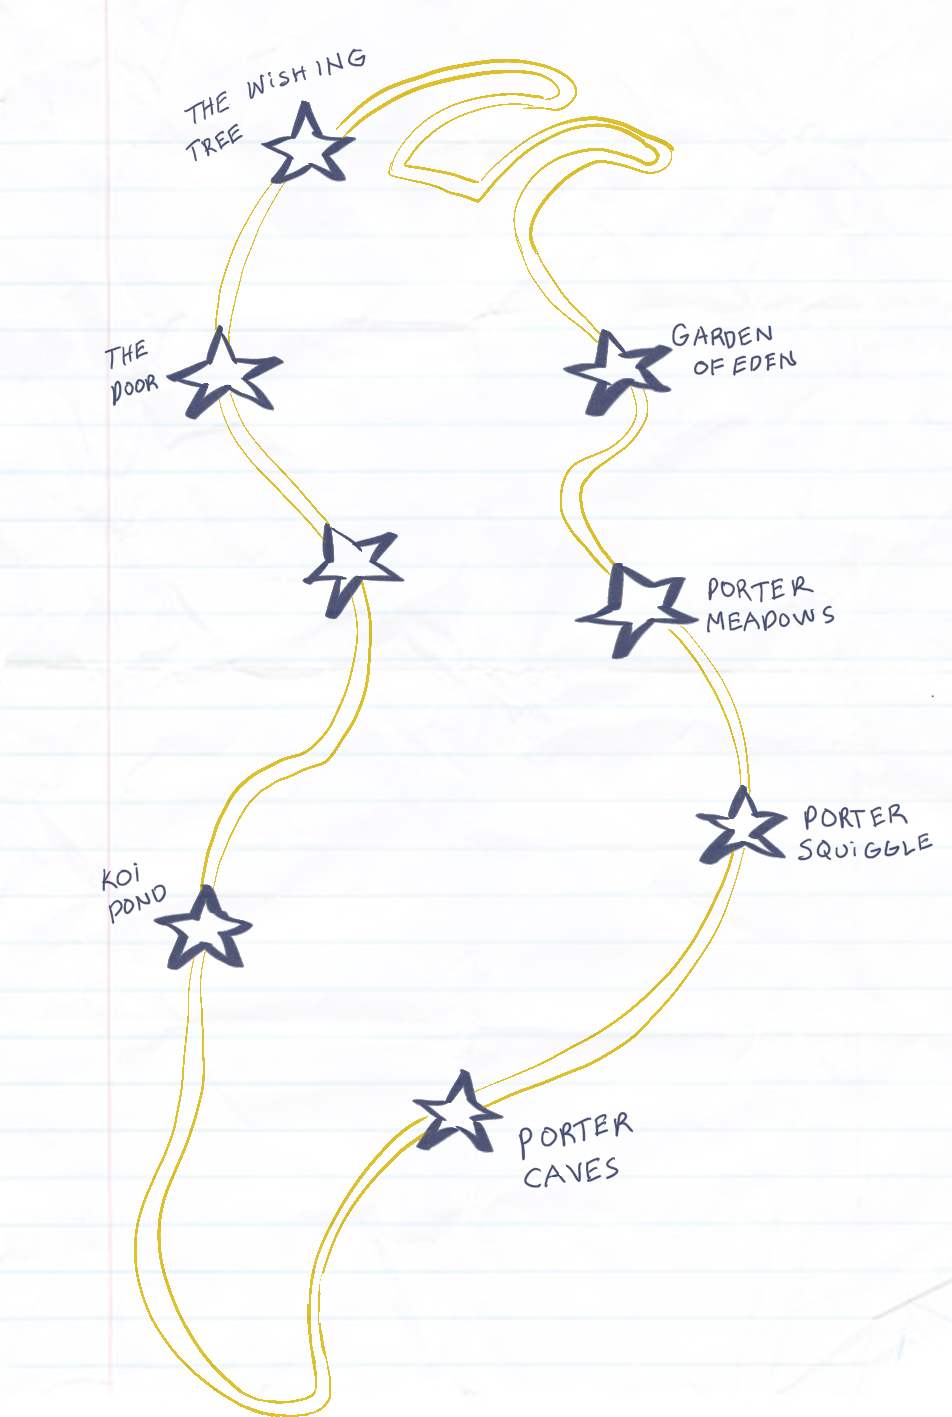 THE WiSHING
TREE
THE
DOOR
GARDEN
OF EDEN
PORTER
MEADOWS
PORTER
SQUiGGLE
KOi
POND
PORTER
CAVES